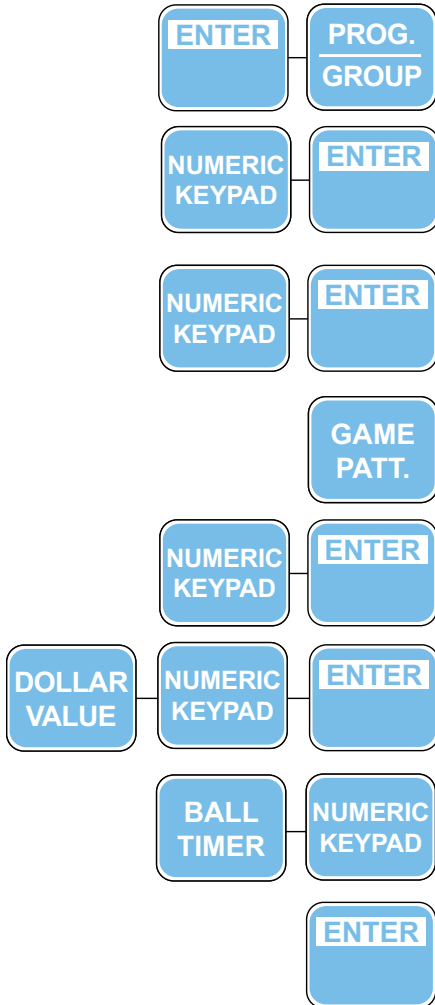 ENTER
PROG.
GROUP
NUMERIC
KEYPAD
ENTER
NUMERIC
KEYPAD
ENTER
GAME
PATT.
NUMERIC
KEYPAD
ENTER
DOLLAR
VALUE
NUMERIC
KEYPAD
ENTER
BALL
TIMER
NUMERIC
KEYPAD
ENTER